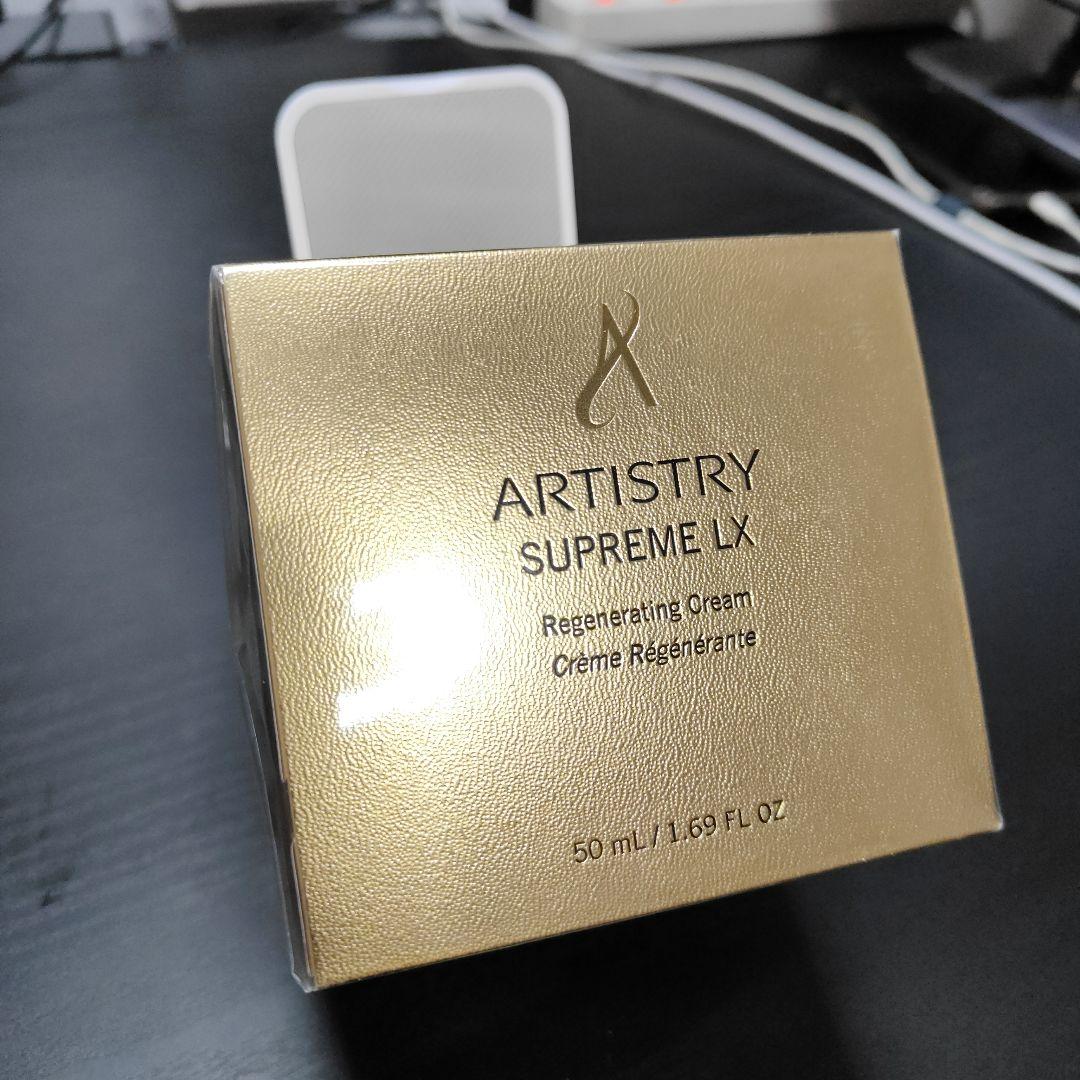 ARTISTRY
SUPREME LX
Regenerating Cream
Crème Régénérante
50 mL / 1.69 FL OZ